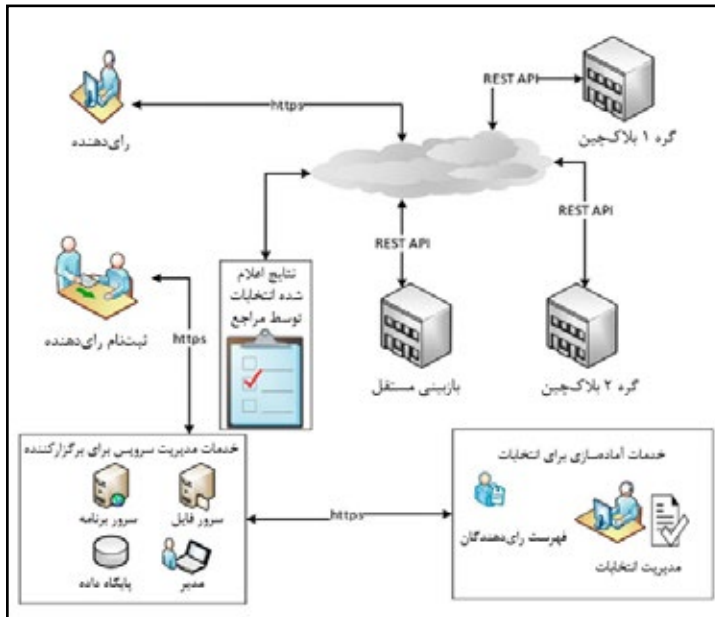 REST API
https
گره ۱ بلاک‌چین
رای‌دهنده
REST API
REST API
نتایج اعلام
شده انتخابات
توسط مراجع
https
ثبت‌نام رای‌دهنده
بازبینی مستقل
گره ۲ بلاک‌چین
خدمات مدیریت سرویس برای برگزارکننده
سرور فایل
سرور برنامه
مدیر
پایگاه داده
https
خدمات آماده‌سازی برای انتخابات
فهرست رای‌دهندگان
مدیریت انتخابات